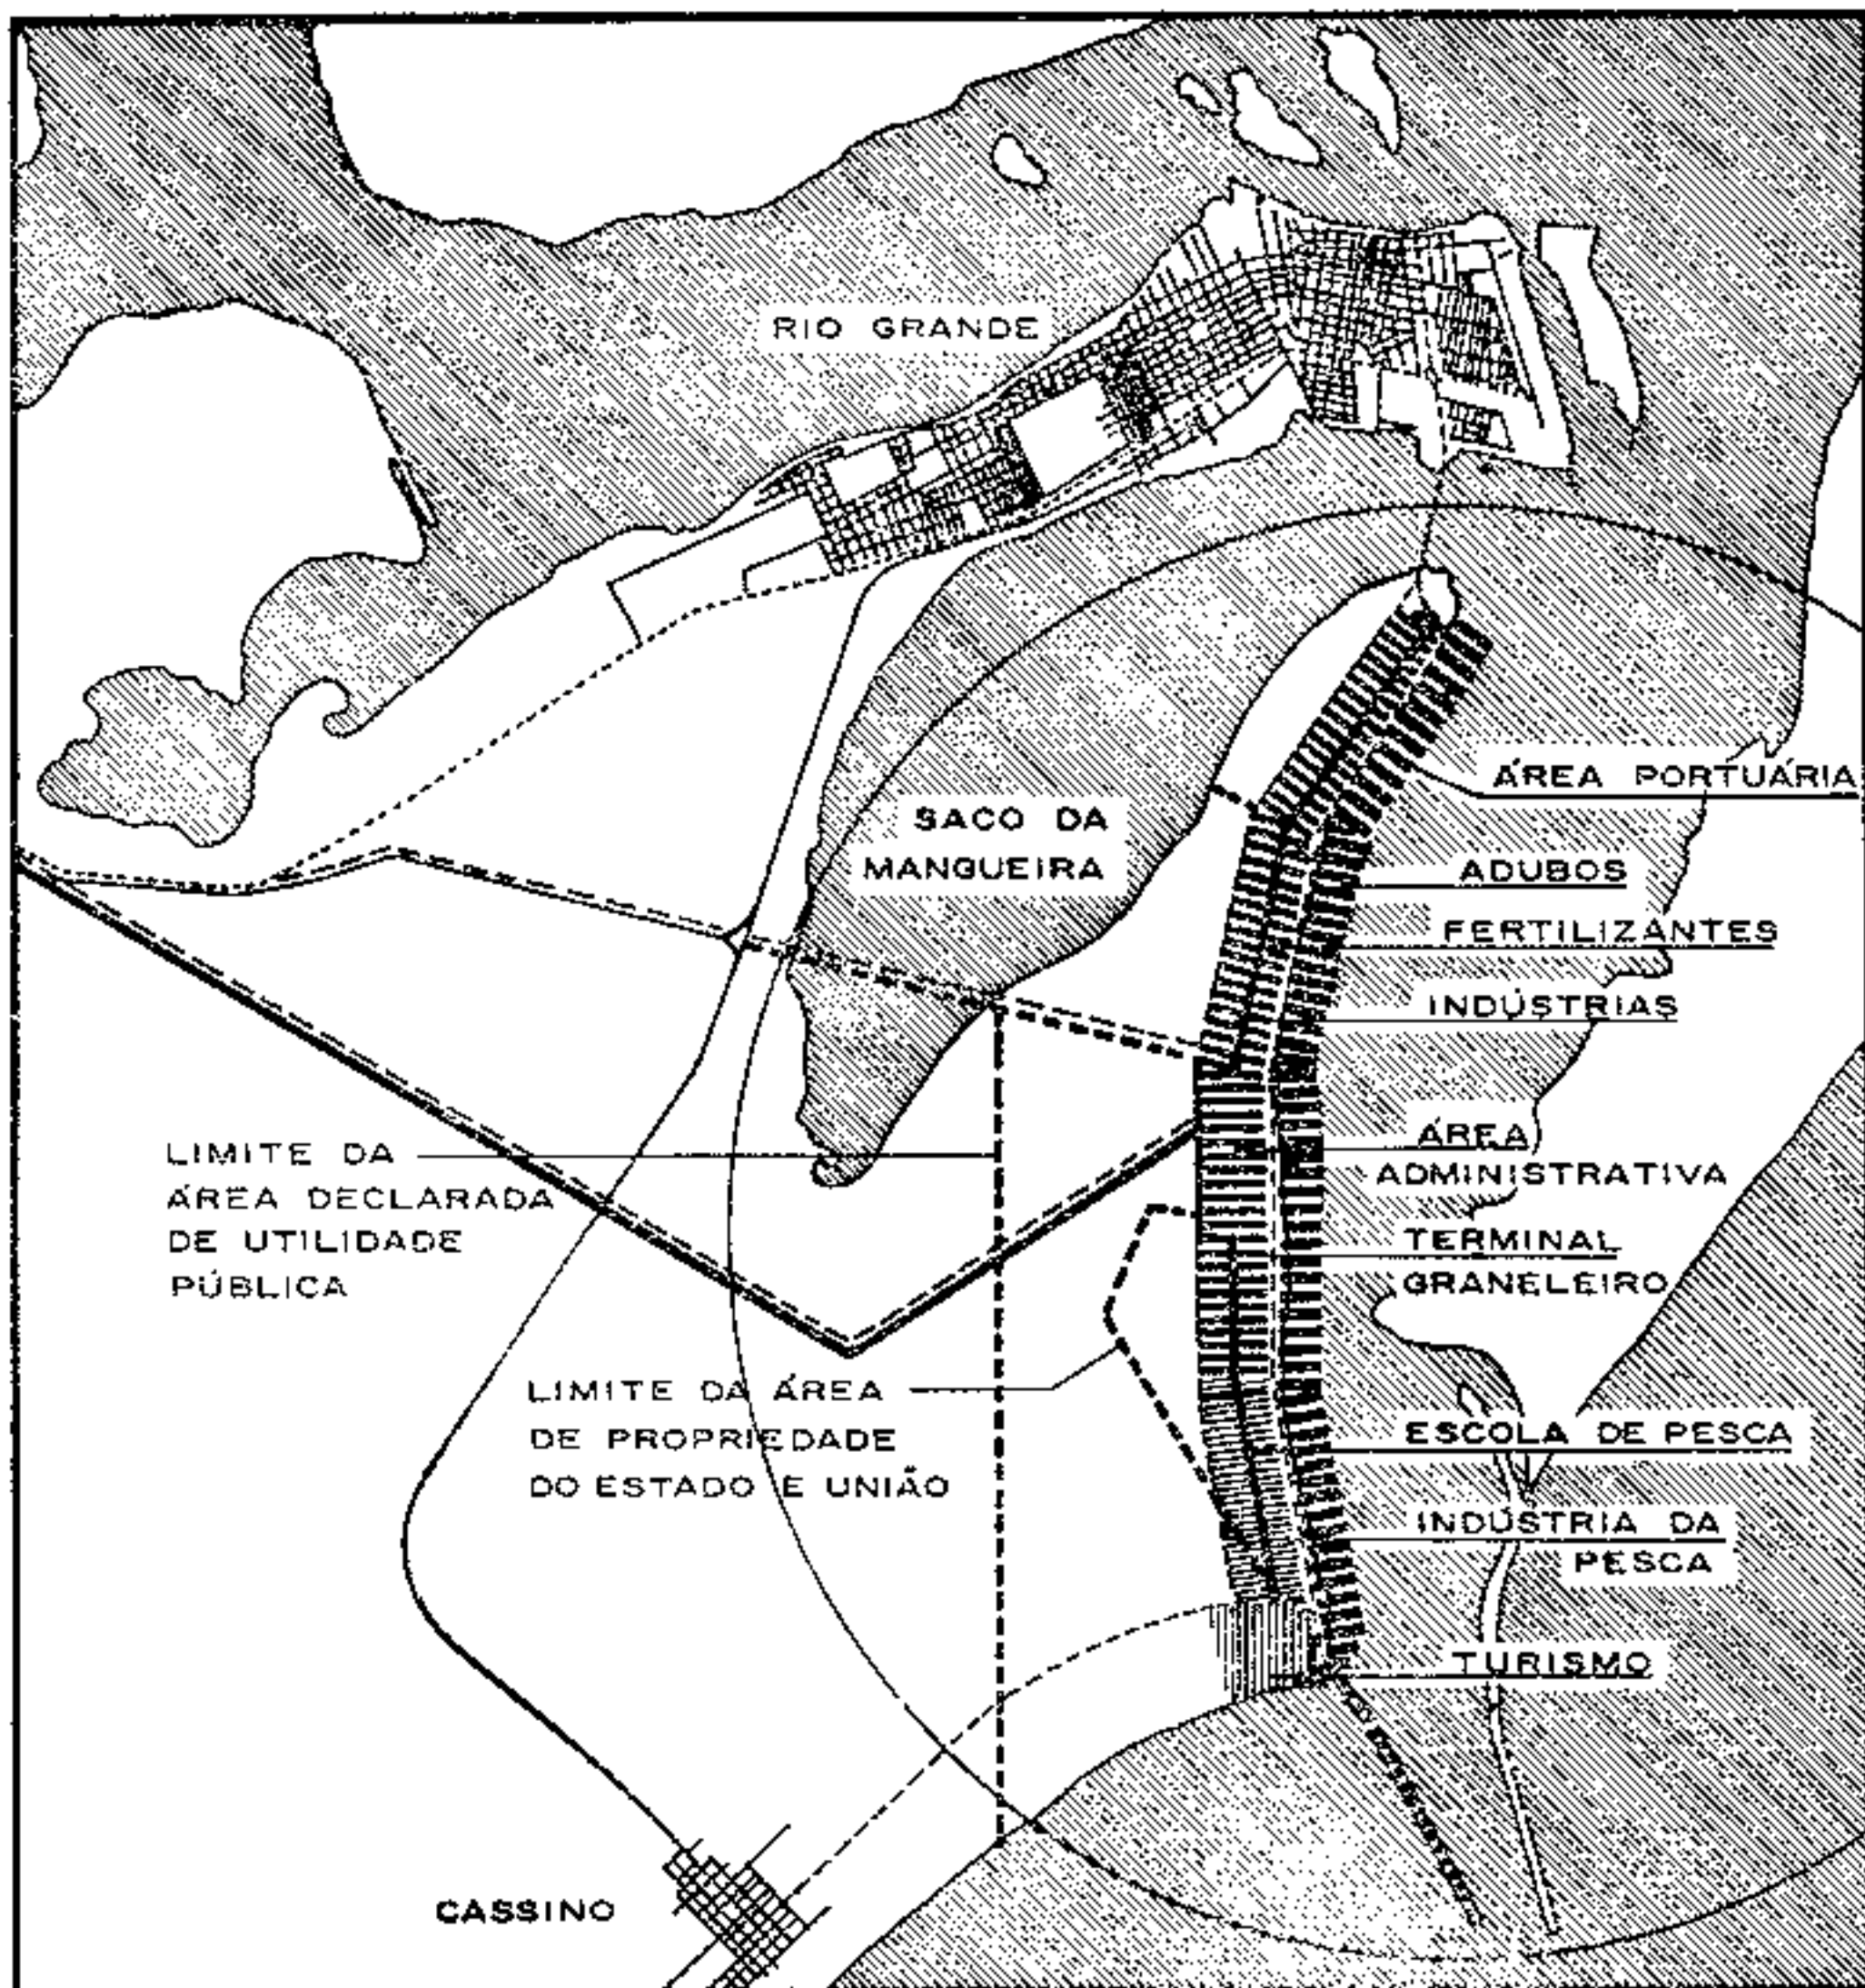 RIO GRANDE
ÁREA PORTUÁRIA
SACO DA
MANGUEIRA
ADUBOS
FERTILIZANTES
INDÚSTRIAS
LIMITE DA
ÁREA DECLARADA
DE UTILIDADE
PÚBLICA
ÁREA
ADMINISTRATIVA
TERMINAL
GRANELEIRO
LIMITE DA ÁREA
DE PROPRIEDADE
DO ESTADO E UNIÃO
ESCOLA DE PESCA
INDÚSTRIA DA
PESCA
TURISMO
CASSINO